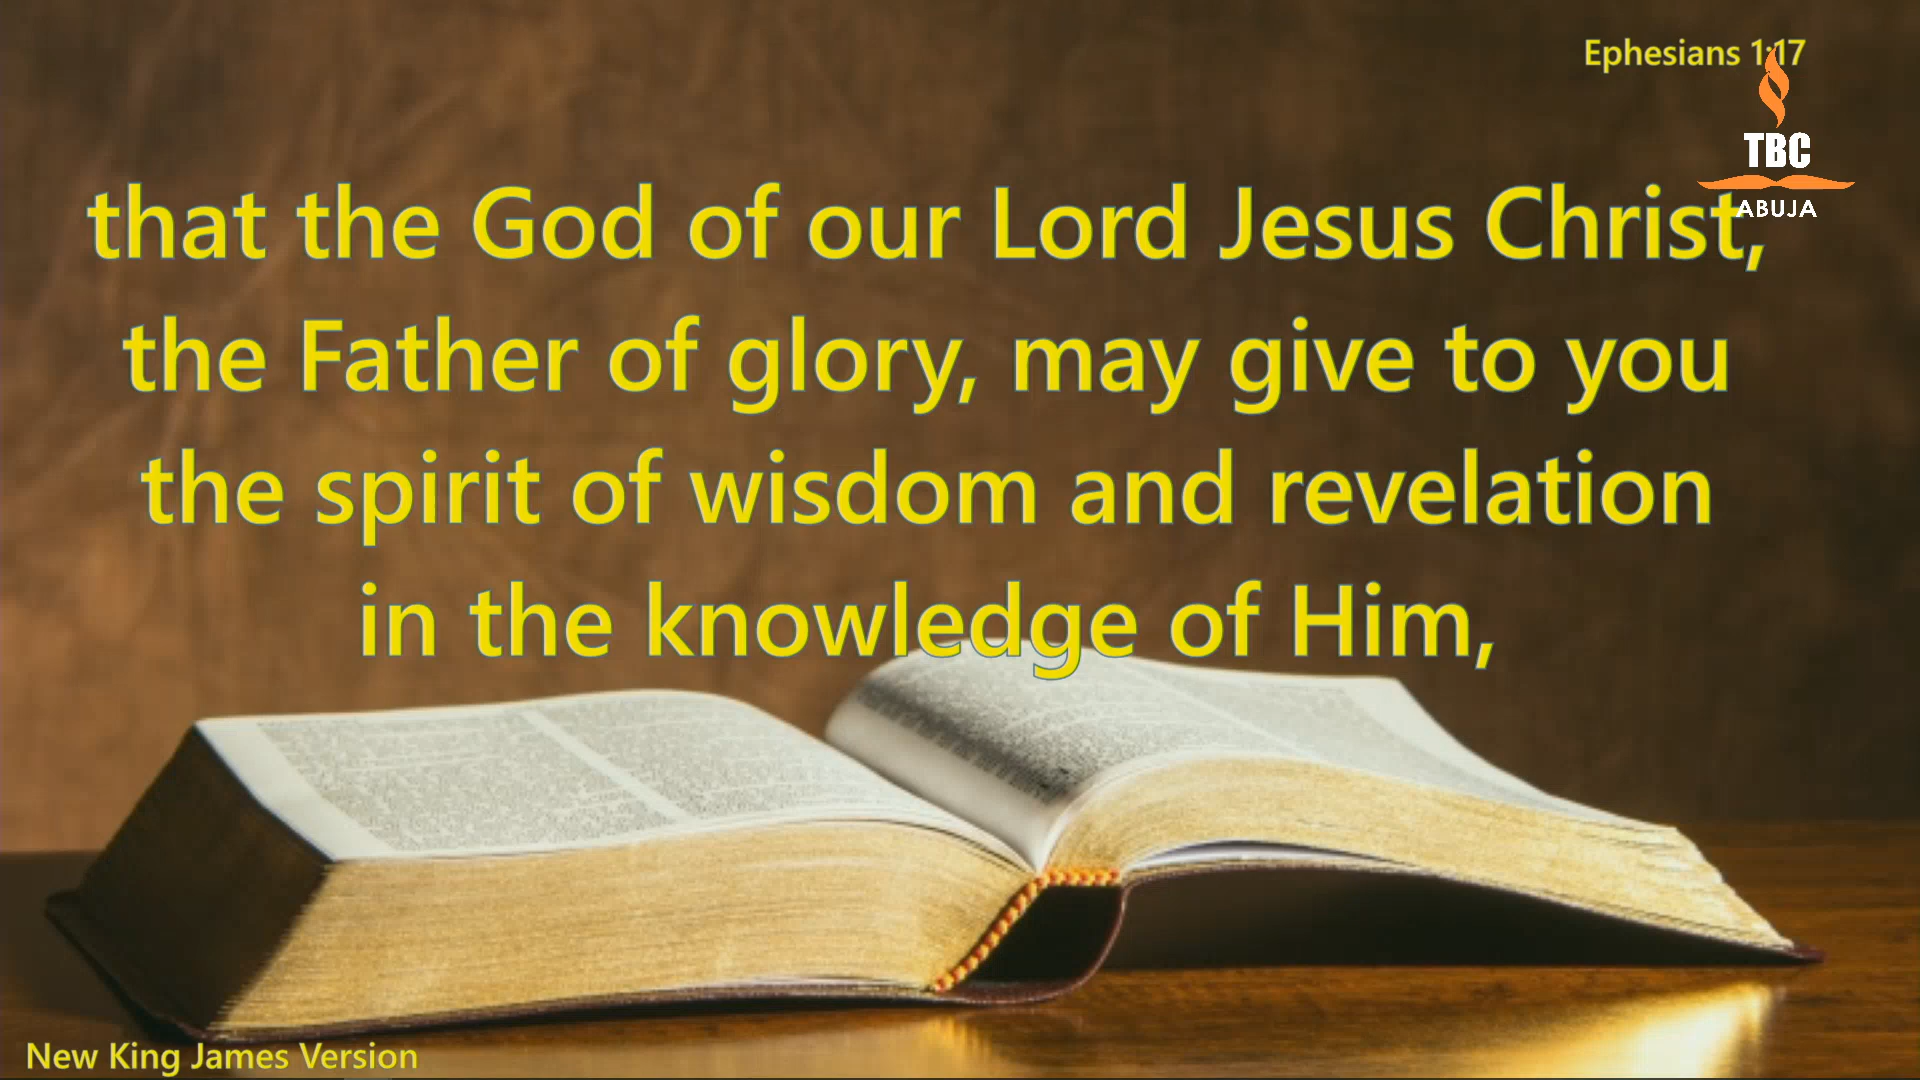 Ephesians 1:17
TBC
ABUJA
that the God of our Lord Jesus Christ,
the Father of glory, may give to you
the spirit of wisdom and revelation
in the knowledge of Him,
New King James Version